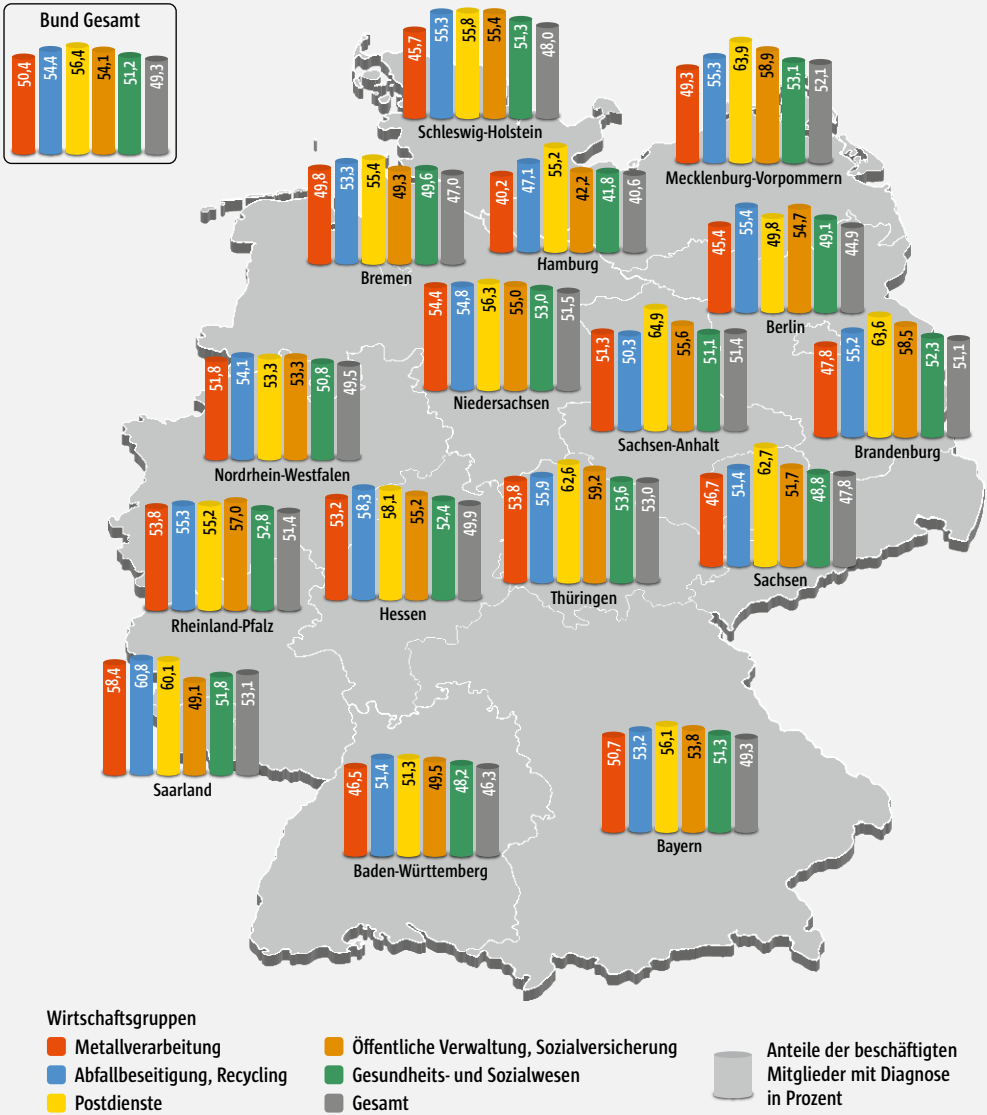 Bund Gesamt
50,4 54,4 56,4 54,1 51,2 49,3
45,7 55,3 55,8 55,4 51,3 48,0
Schleswig-Holstein
49,3 55,3 63,9 58,9 53,1 52,1
Mecklenburg-Vorpommern
49,8 53,3 55,4 49,3 49,6 47,0
Bremen
40,2 47,1 55,2 42,2 41,8 40,6
Hamburg
45,4 55,4 49,8 54,7 49,1 44,9
Berlin
54,4 54,8 56,3 55,0 53,0 51,5
Niedersachsen
51,3 50,3 64,9 55,6 51,1 51,4
Sachsen-Anhalt
47,8 55,2 63,6 58,5 52,3 51,1
Brandenburg
51,8 54,1 53,3 53,3 50,8 49,5
Nordrhein-Westfalen
53,8 55,3 55,2 57,0 52,8 51,4
Rheinland-Pfalz
53,2 58,3 58,1 55,2 52,4 49,9
Hessen
53,8 55,9 62,6 59,2 53,6 53,0
Thüringen
46,7 51,4 62,7 51,7 48,8 47,8
Sachsen
58,4 60,8 60,1 49,1 51,8 53,1
Saarland
46,5 51,4 51,3 49,5 48,2 46,3
Baden-Württemberg
50,7 53,2 56,1 53,8 51,3 49,3
Bayern
Wirtschaftsgruppen
Metallverarbeitung
Abfallbeseitigung, Recycling
Postdienste
Öffentliche Verwaltung, Sozialversicherung
Gesundheits- und Sozialwesen
Gesamt
Anteile der beschäftigten
Mitglieder mit Diagnose
in Prozent